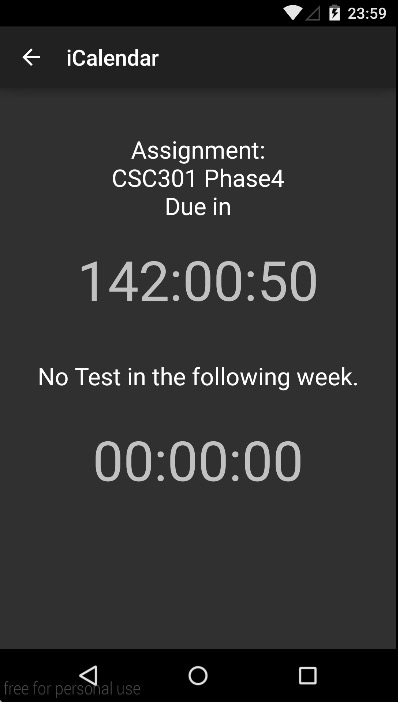 23:59
iCalendar
Assignment:
CSC301 Phase4
Due in
142:00:50
No Test in the following week.
00:00:00
free for personal use